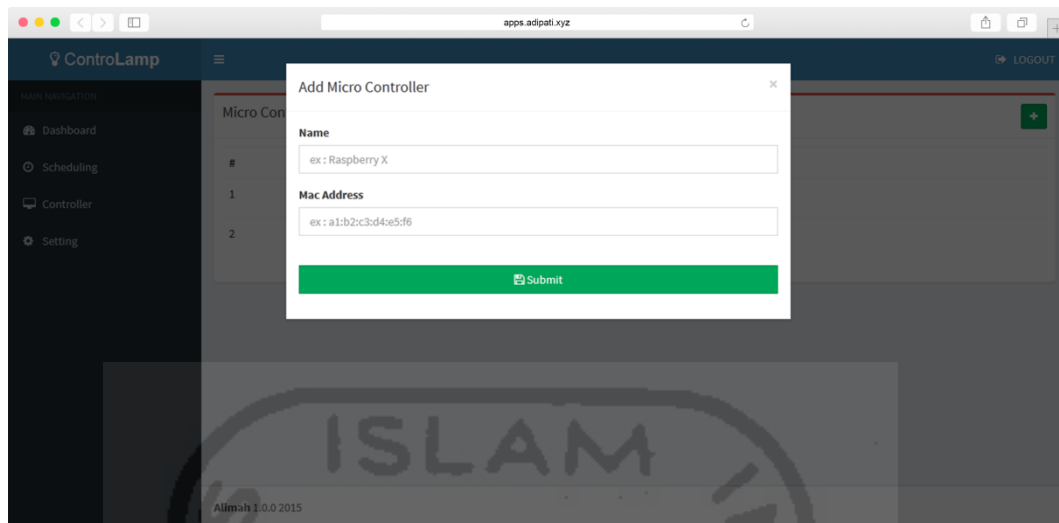 apps.adipati.xyz
ControLamp
LOGOUT
MAIN NAVIGATION
Dashboard
Scheduling
Controller
Setting
Micro Con
#
1
2
Add Micro Controller
×
Name
ex : Raspberry X
Mac Address
ex : a1:b2:c3:d4:e5:f6
Submit
ISLAM
Alimah 1.0.0 2015